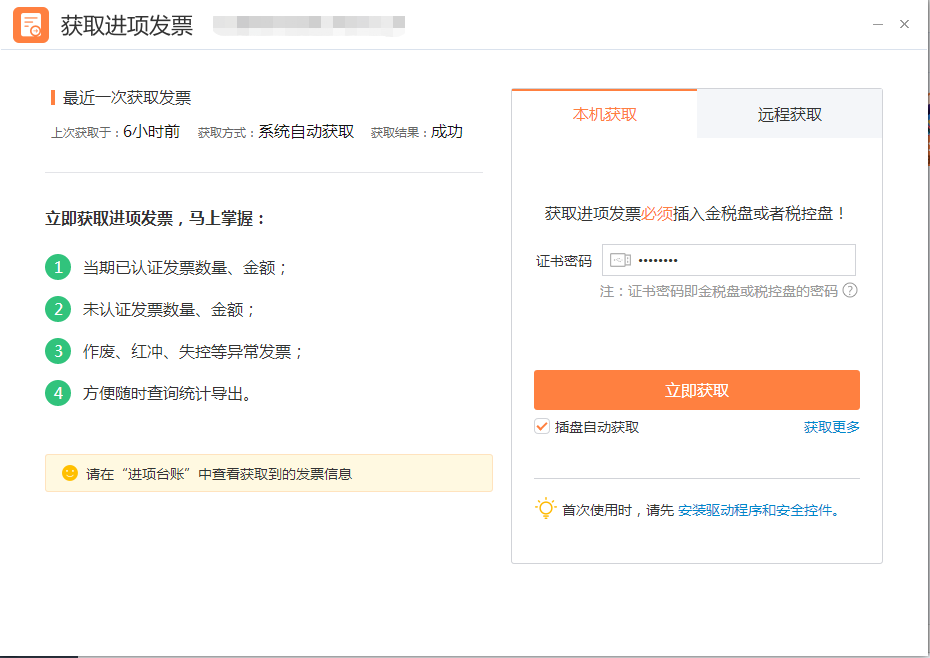 获取进项发票
最近一次获取发票
上次获取于：6小时前 获取方式：系统自动获取 获取结果：成功
立即获取进项发票，马上掌握：
1 当期已认证发票数量、金额；
2 未认证发票数量、金额；
3 作废、红冲、失控等异常发票；
4 方便随时查询统计导出。
请在“进项台账”中查看获取到的发票信息
本机获取 远程获取
获取进项发票必须插入金税盘或者税控盘！
证书密码 ••••••••
注：证书密码即金税盘或税控盘的密码 ?
立即获取
插盘自动获取 获取更多
首次使用时，请先 安装驱动程序和安全控件。